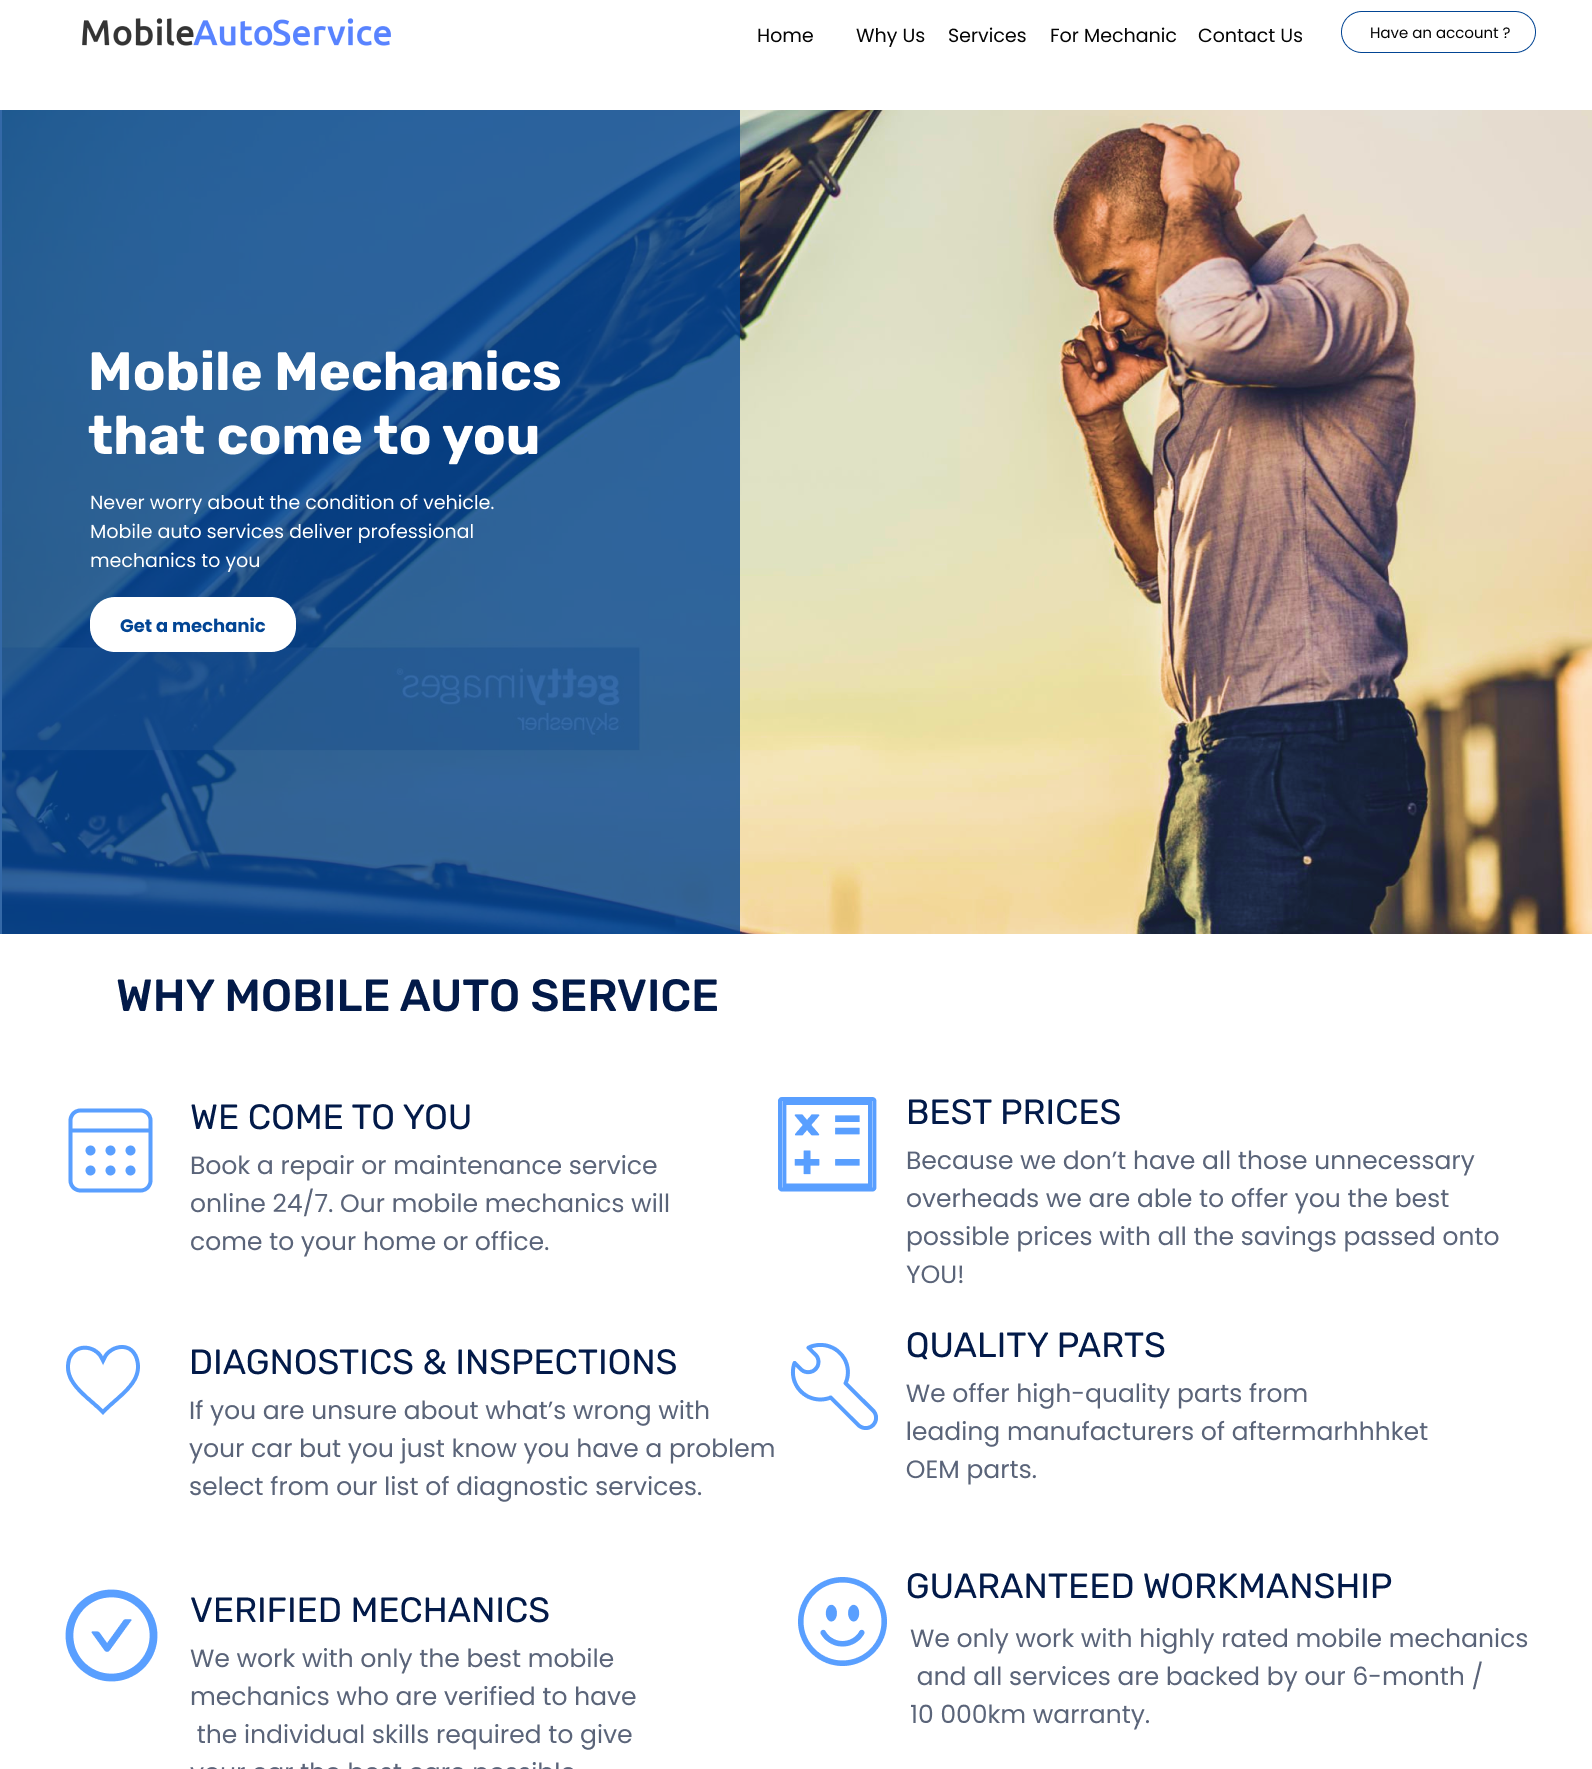 MobileAutoService
Home Why Us Services For Mechanic Contact Us Have an account ?
Mobile Mechanics
that come to you
Never worry about the condition of vehicle.
Mobile auto services deliver professional
mechanics to you
Get a mechanic
gettyimages
skynesher
WHY MOBILE AUTO SERVICE
WE COME TO YOU
Book a repair or maintenance service
online 24/7. Our mobile mechanics will
come to your home or office.
BEST PRICES
Because we don’t have all those unnecessary
overheads we are able to offer you the best
possible prices with all the savings passed onto
YOU!
DIAGNOSTICS & INSPECTIONS
If you are unsure about what’s wrong with
your car but you just know you have a problem
select from our list of diagnostic services.
QUALITY PARTS
We offer high-quality parts from
leading manufacturers of aftermarhhhket
OEM parts.
VERIFIED MECHANICS
We work with only the best mobile
mechanics who are verified to have
the individual skills required to give
your car the best care possible
GUARANTEED WORKMANSHIP
We only work with highly rated mobile mechanics
and all services are backed by our 6-month /
10 000km warranty.